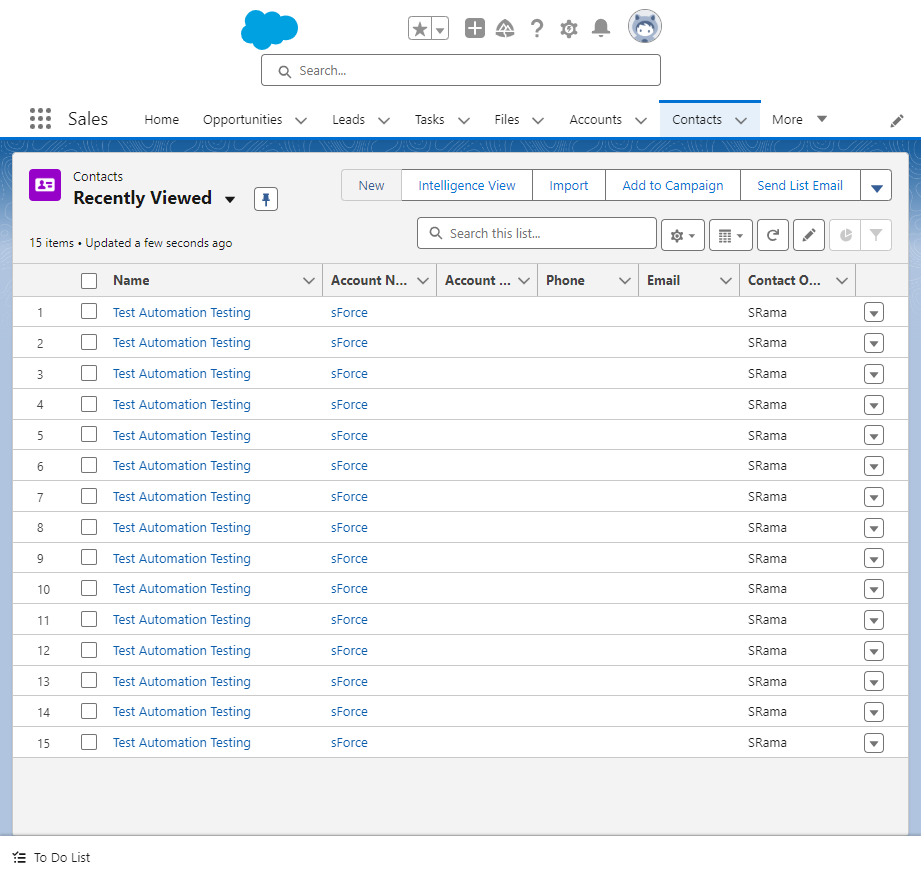 Search...
Sales Home Opportunities Leads Tasks Files Accounts Contacts More
Contacts
Recently Viewed
New Intelligence View Import Add to Campaign Send List Email
15 items • Updated a few seconds ago
Search this list...
Name Account N... Account ... Phone Email Contact O...
1 Test Automation Testing sForce SRama
2 Test Automation Testing sForce SRama
3 Test Automation Testing sForce SRama
4 Test Automation Testing sForce SRama
5 Test Automation Testing sForce SRama
6 Test Automation Testing sForce SRama
7 Test Automation Testing sForce SRama
8 Test Automation Testing sForce SRama
9 Test Automation Testing sForce SRama
10 Test Automation Testing sForce SRama
11 Test Automation Testing sForce SRama
12 Test Automation Testing sForce SRama
13 Test Automation Testing sForce SRama
14 Test Automation Testing sForce SRama
15 Test Automation Testing sForce SRama
To Do List